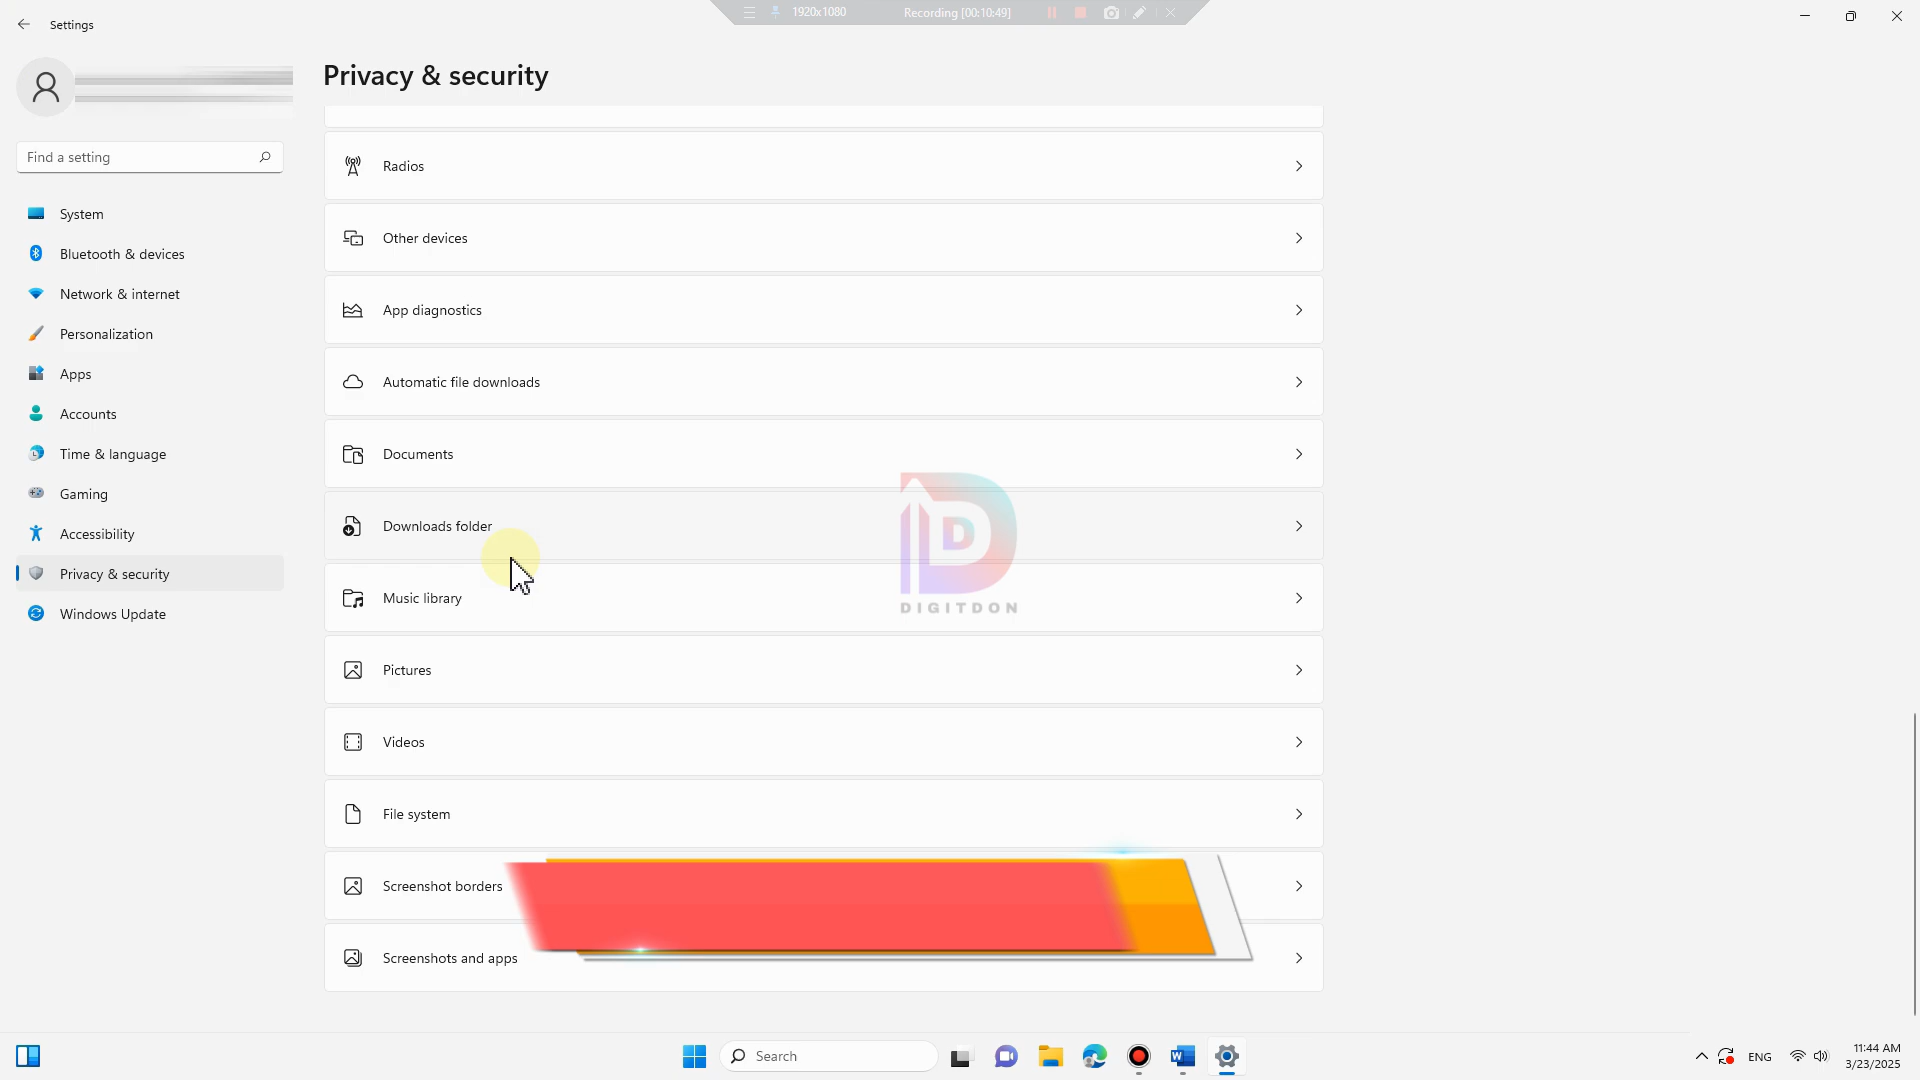 Settings
1920x1080
Recording [00:10:49]
Privacy & security
Find a setting
System
Bluetooth & devices
Network & internet
Personalization
Apps
Accounts
Time & language
Gaming
Accessibility
Privacy & security
Windows Update
Radios
Other devices
App diagnostics
Automatic file downloads
Documents
Downloads folder
Music library
Pictures
Videos
File system
Screenshot borders
Screenshots and apps
DIGITDON
Search
ENG
11:44 AM
3/23/2025